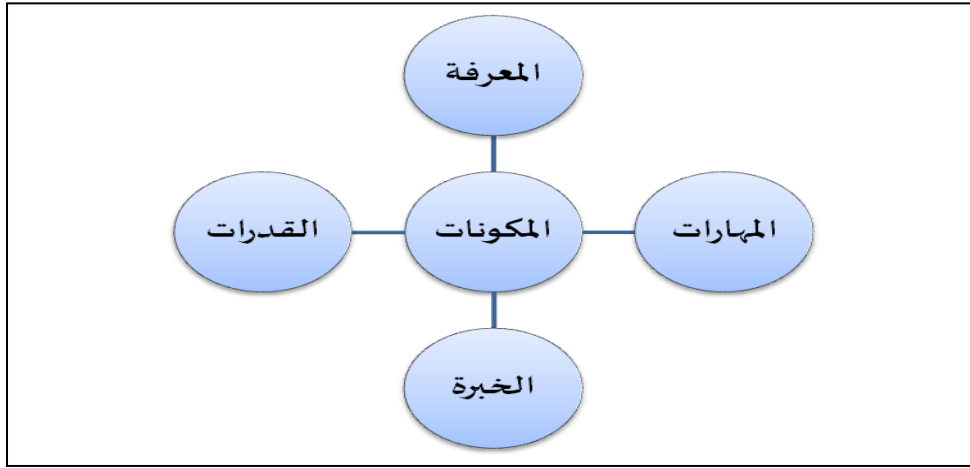 المعرفة
المهارات
المكونات
القدرات
الخبرة